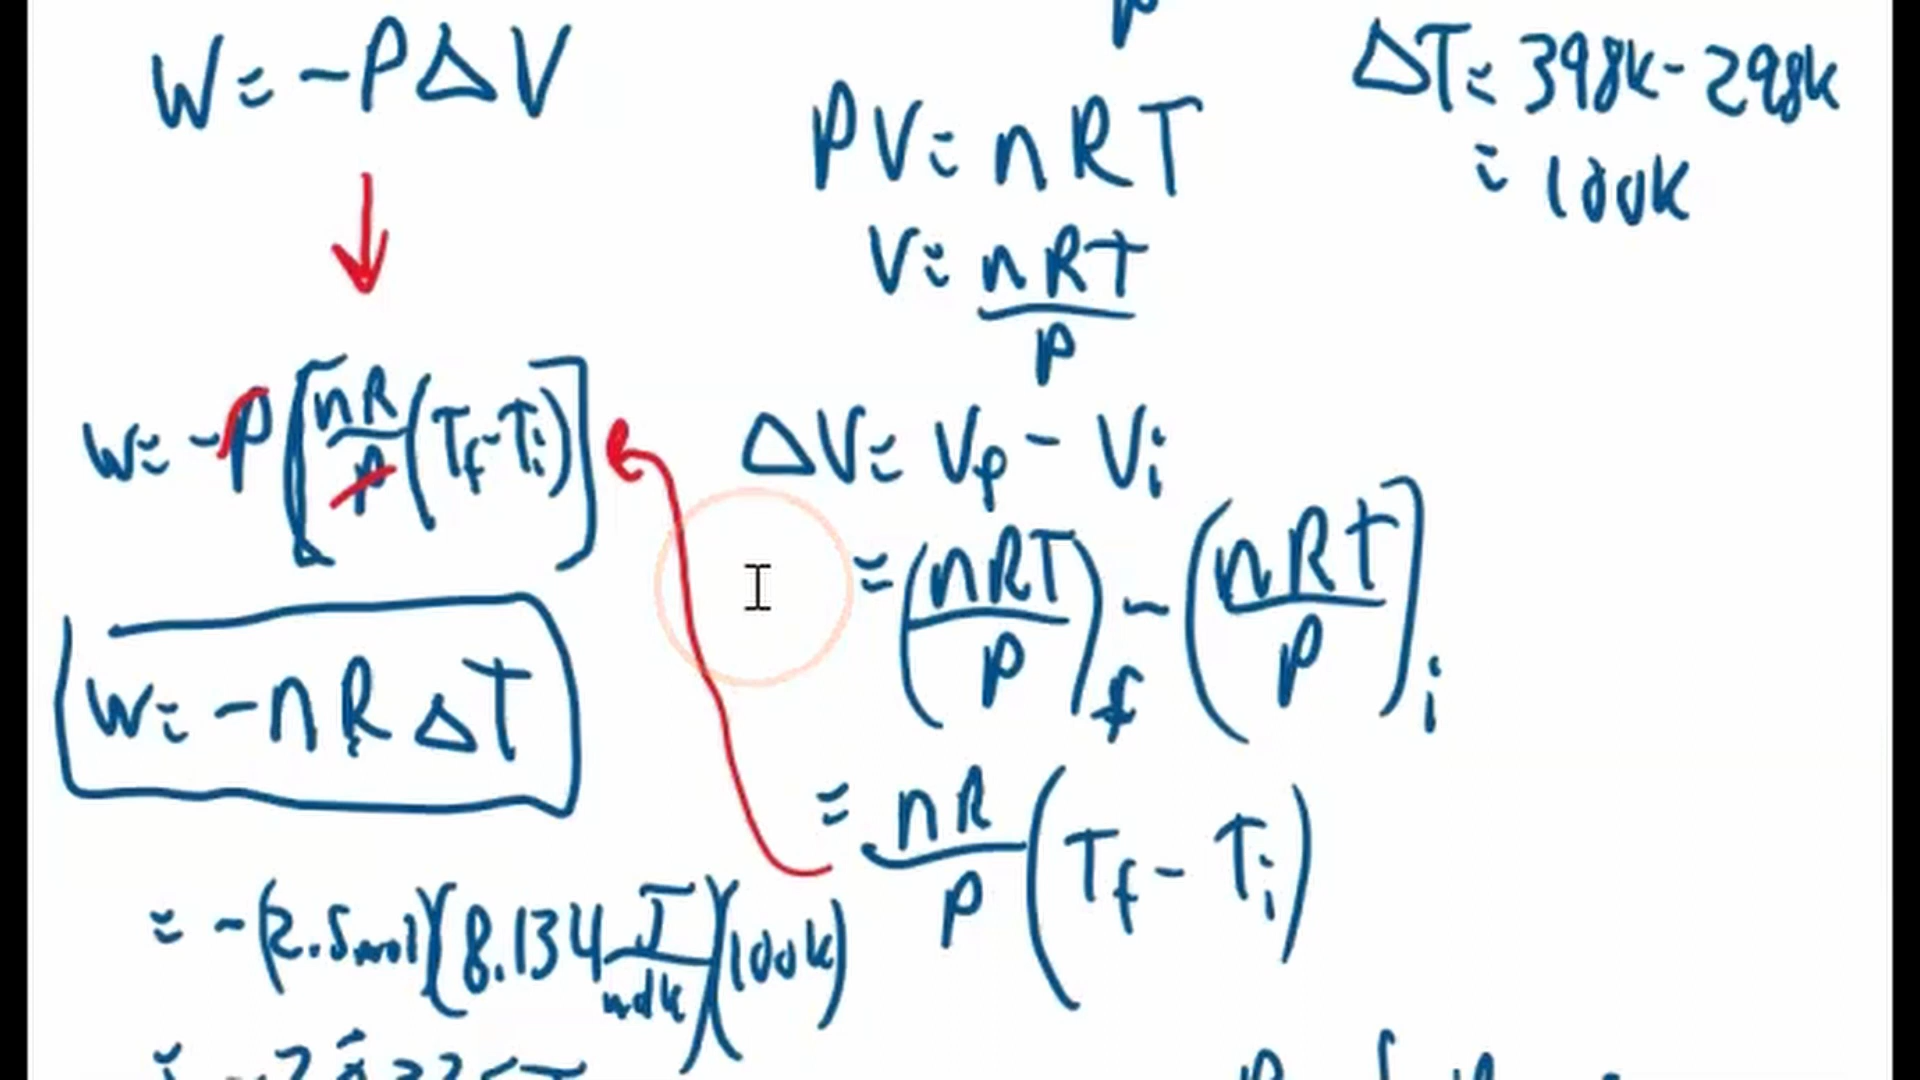 W = -PΔV
↓
W = -P[nR/P (Tf - Ti)]
W = -nRΔT
= -(2.5mol)(8.134 J/molK)(100K)
PV = nRT
V = nRT/P
ΔV = Vf - Vi
= (nRT/P)f - (nRT/P)i
= nR/P (Tf - Ti)
ΔT = 398K - 298K
= 100K